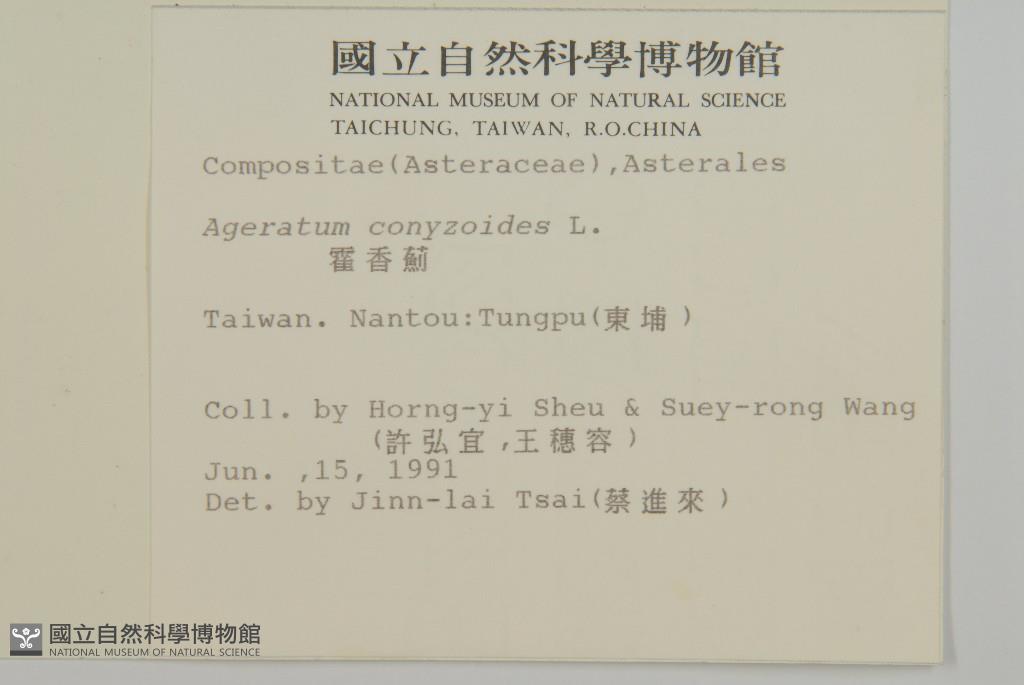 國立自然科學博物館
NATIONAL MUSEUM OF NATURAL SCIENCE
TAICHUNG, TAIWAN, R.O.CHINA
Compositae(Asteraceae),Asterales
Ageratum conyzoides L.
霍香薊
Taiwan. Nantou:Tungpu(東埔)
Coll. by Horng-yi Sheu & Suey-rong Wang
(許弘宜,王穗容)
Jun. ,15, 1991
Det. by Jinn-lai Tsai(蔡進來)
國立自然科學博物館
NATIONAL MUSEUM OF NATURAL SCIENCE